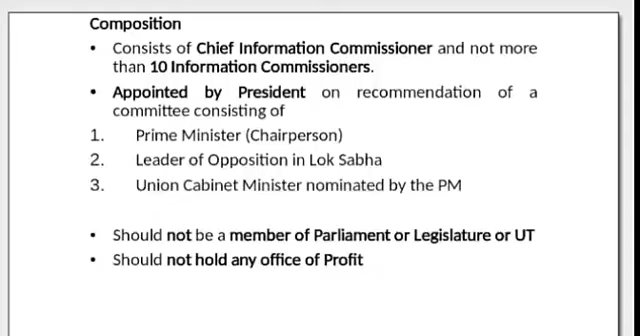 Composition
• Consists of Chief Information Commissioner and not more
than 10 Information Commissioners.
• Appointed by President on recommendation of a
committee consisting of
1. Prime Minister (Chairperson)
2. Leader of Opposition in Lok Sabha
3. Union Cabinet Minister nominated by the PM
• Should not be a member of Parliament or Legislature or UT
• Should not hold any office of Profit